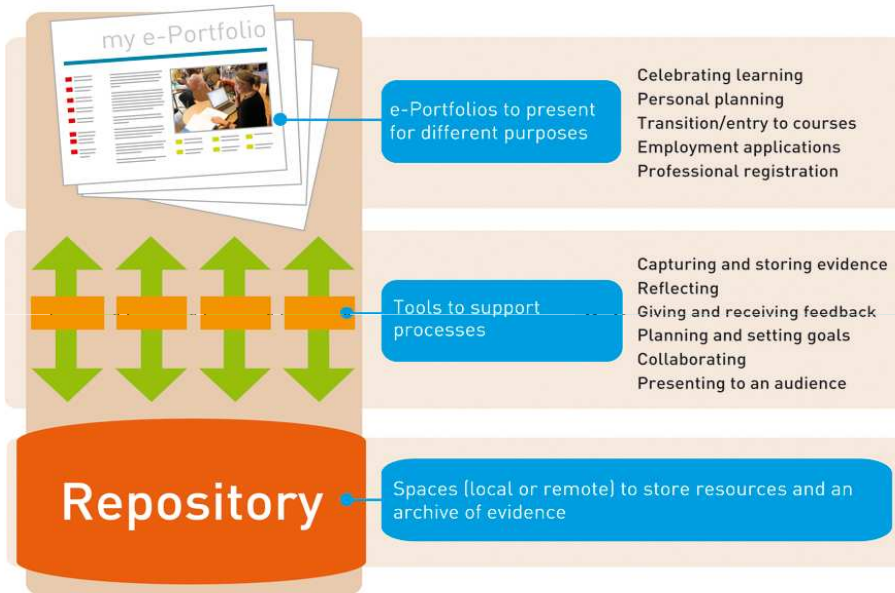 my e-Portfolio
e-Portfolios to present
for different purposes
Celebrating learning
Personal planning
Transition/entry to courses
Employment applications
Professional registration
Tools to support
processes
Capturing and storing evidence
Reflecting
Giving and receiving feedback
Planning and setting goals
Collaborating
Presenting to an audience
Repository
Spaces (local or remote) to store resources and an
archive of evidence